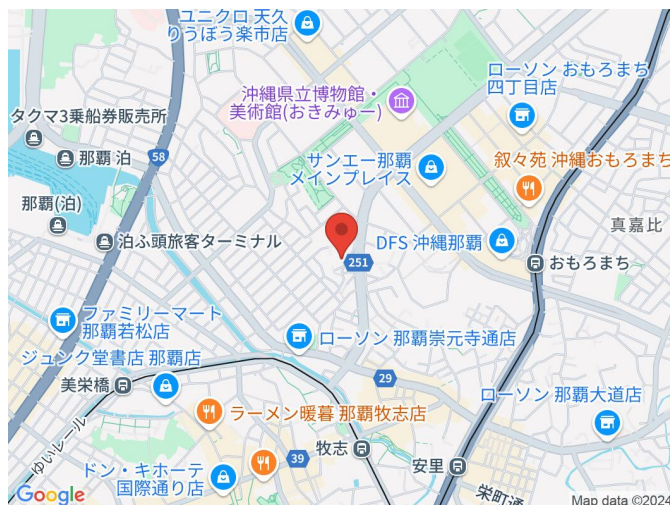 ユニクロ 天久
りうぼう楽市店
沖縄県立博物館・
美術館(おきみゅー)
ローソン おもろまち
四丁目店
タクマ3乗船券販売所
那覇 泊
58
サンエー那覇
メインプレイス
叙々苑 沖縄おもろまち
那覇(泊)
泊ふ頭旅客ターミナル
真嘉比
DFS 沖縄那覇
251
おもろまち
ファミリーマート
那覇若松店
ローソン 那覇崇元寺通店
ジュンク堂書店 那覇店
美栄橋
29
ローソン 那覇大道店
ラーメン暖暮 那覇牧志店
ゆいレール
牧志
39
安里
ドン・キホーテ
国際通り店
栄町通
Google
Map data ©2024